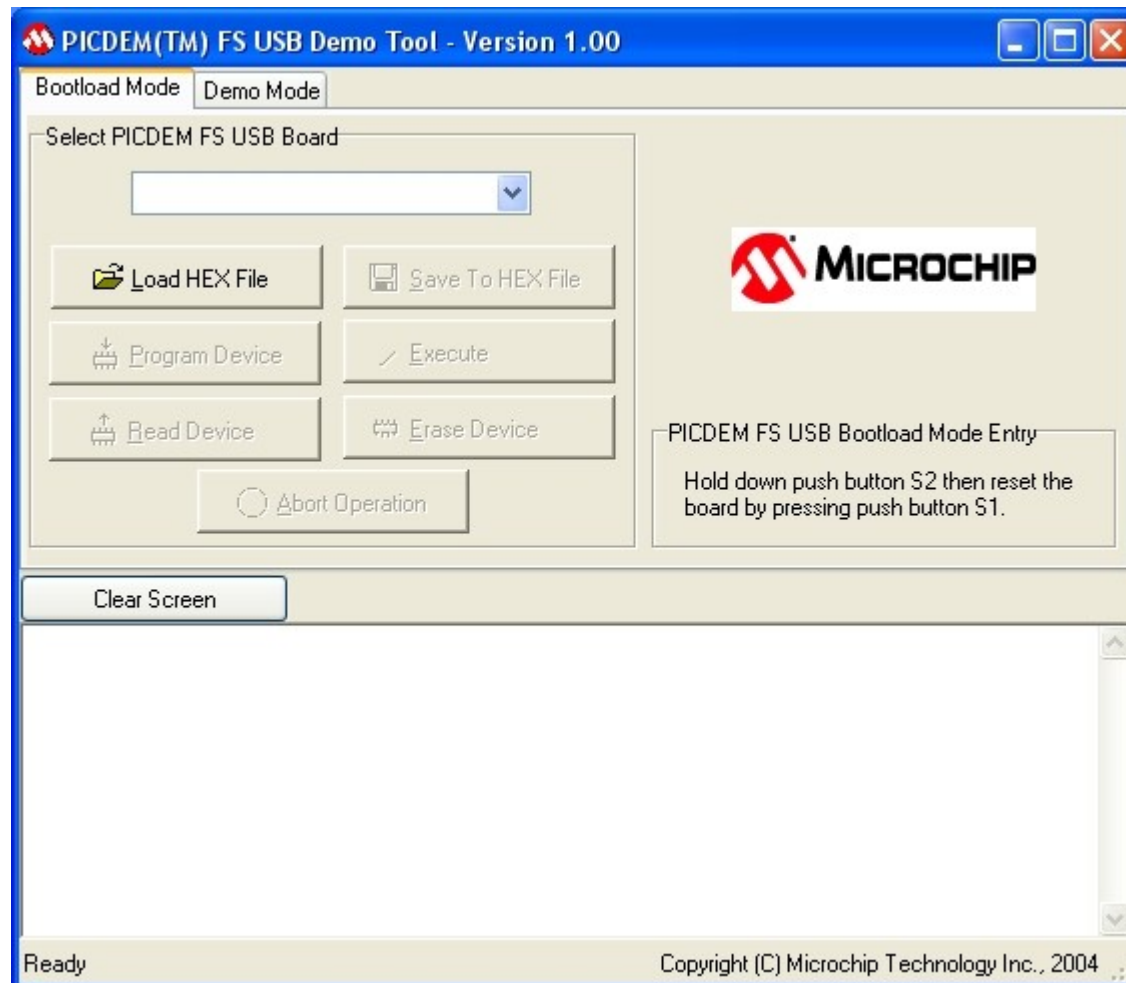 PICDEM(TM) FS USB Demo Tool - Version 1.00
Bootload Mode Demo Mode
Select PICDEM FS USB Board
Load HEX File
Save To HEX File
Program Device
Execute
Read Device
Erase Device
Abort Operation
MICROCHIP
PICDEM FS USB Bootload Mode Entry
Hold down push button S2 then reset the
board by pressing push button S1.
Clear Screen
Ready
Copyright (C) Microchip Technology Inc., 2004